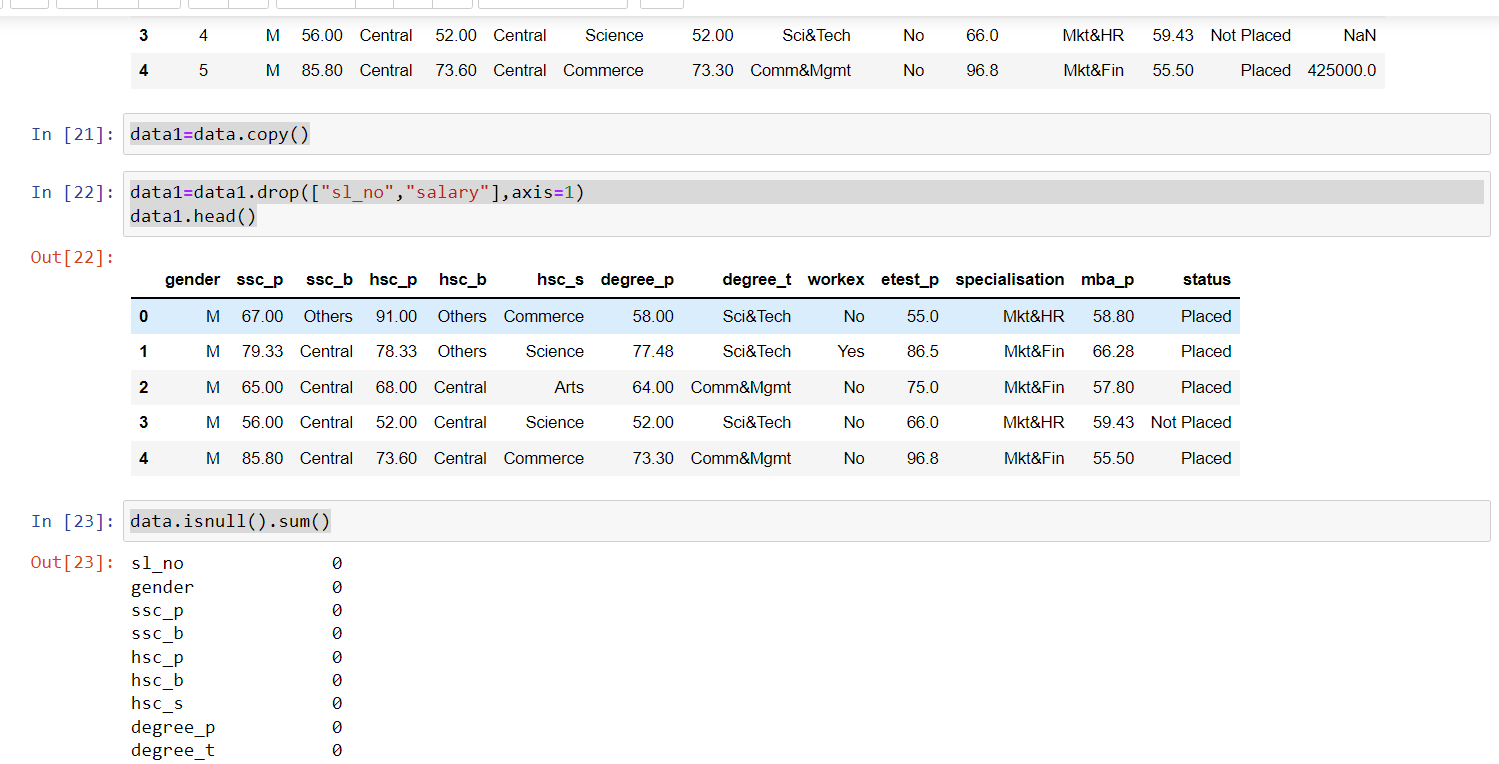 3 4 M 56.00 Central 52.00 Central Science 52.00 Sci&Tech No 66.0 Mkt&HR 59.43 Not Placed NaN
4 5 M 85.80 Central 73.60 Central Commerce 73.30 Comm&Mgmt No 96.8 Mkt&Fin 55.50 Placed 425000.0
In [21]: data1=data.copy()
In [22]: data1=data1.drop(["sl_no","salary"],axis=1)
data1.head()
Out[22]:
gender ssc_p ssc_b hsc_p hsc_b hsc_s degree_p degree_t workex etest_p specialisation mba_p status
0 M 67.00 Others 91.00 Others Commerce 58.00 Sci&Tech No 55.0 Mkt&HR 58.80 Placed
1 M 79.33 Central 78.33 Others Science 77.48 Sci&Tech Yes 86.5 Mkt&Fin 66.28 Placed
2 M 65.00 Central 68.00 Central Arts 64.00 Comm&Mgmt No 75.0 Mkt&Fin 57.80 Placed
3 M 56.00 Central 52.00 Central Science 52.00 Sci&Tech No 66.0 Mkt&HR 59.43 Not Placed
4 M 85.80 Central 73.60 Central Commerce 73.30 Comm&Mgmt No 96.8 Mkt&Fin 55.50 Placed
In [23]: data.isnull().sum()
Out[23]: sl_no 0
gender 0
ssc_p 0
ssc_b 0
hsc_p 0
hsc_b 0
hsc_s 0
degree_p 0
degree_t 0